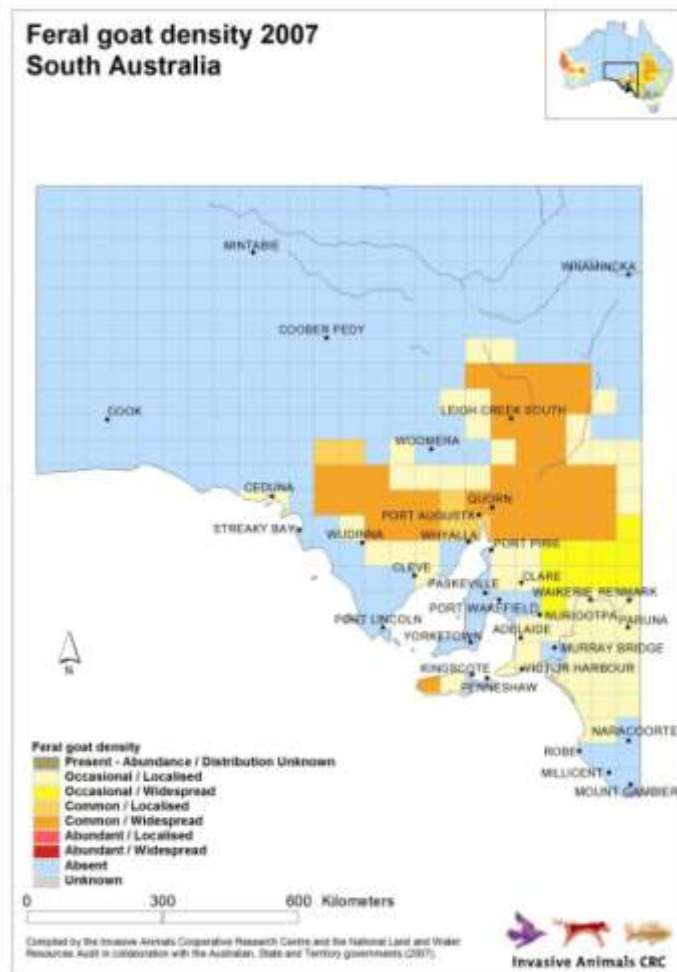 Feral goat density 2007
South Australia
MINTABIE
INNAMINCKA
COOBER PEDY
COOK
LEIGH CREEK SOUTH
WOOMERA
CEDUNA
QUORN
PORT AUGUSTA
STREAKY BAY
WUDINNA
WHYALLA
PORT PIRIE
CLEVE
CLARE
PASKEVILLE
WAIKERIE RENMARK
PORT WAKEFIELD
NURIOOTPA
PARUNA
PORT LINCOLN
ADELAIDE
YORKETOWN
MURRAY BRIDGE
KINGSCOTE
VICTOR HARBOUR
PENNESHAW
N
NARACOORTE
ROBE
MILLICENT
MOUNT GAMBIER
Feral goat density
Present - Abundance / Distribution Unknown
Occasional / Localised
Occasional / Widespread
Common / Localised
Common / Widespread
Abundant / Localised
Abundant / Widespread
Absent
Unknown
0 300 600 Kilometers
Compiled by the Invasive Animals Cooperative Research Centre and the National Land and Water
Resources Audit in collaboration with the Australian, State and Territory governments (2007).
Invasive Animals CRC